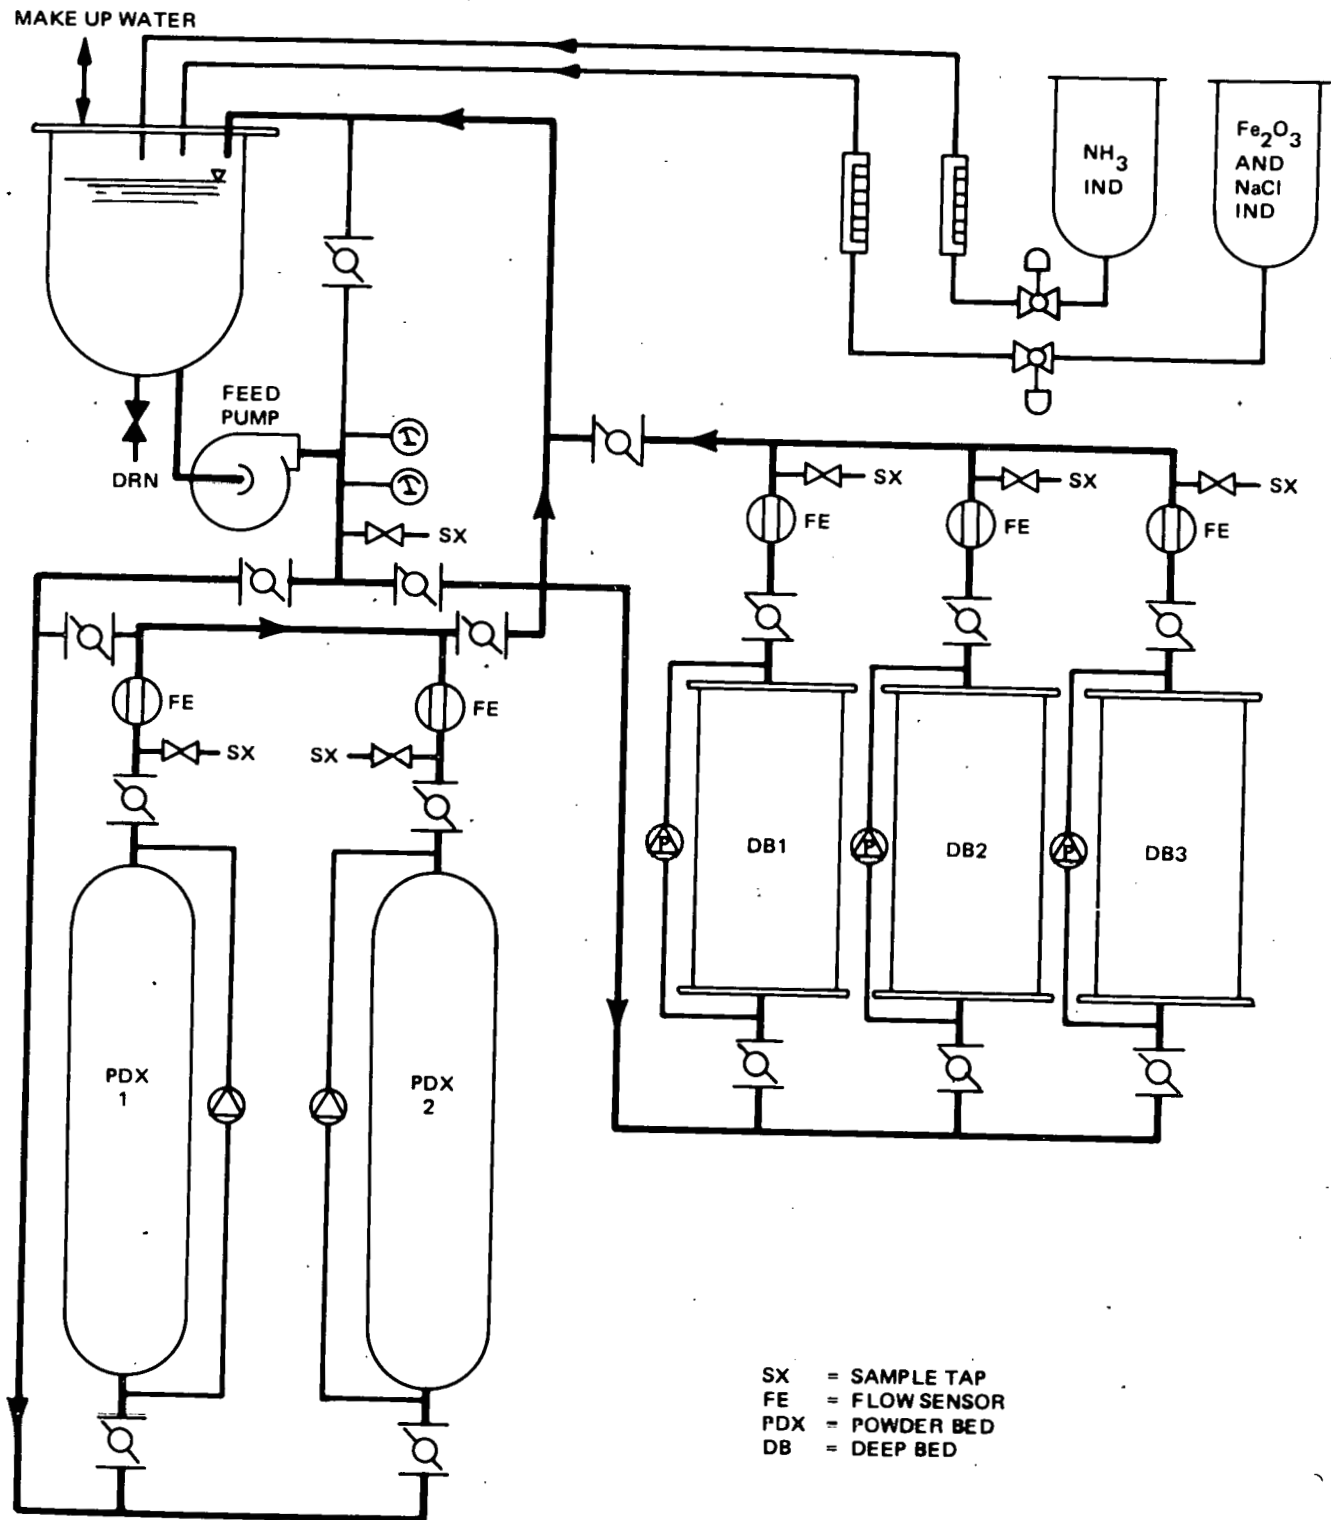 MAKE UP WATER
NH3
IND
Fe2O3
AND
NaCl
IND
FEED
PUMP
DRN
I
I
SX
SX
SX
SX
FE
FE
FE
FE
FE
SX
SX
P
P
P
DB1
DB2
DB3
PDX
1
PDX
2
SX = SAMPLE TAP
FE = FLOW SENSOR
PDX = POWDER BED
DB = DEEP BED